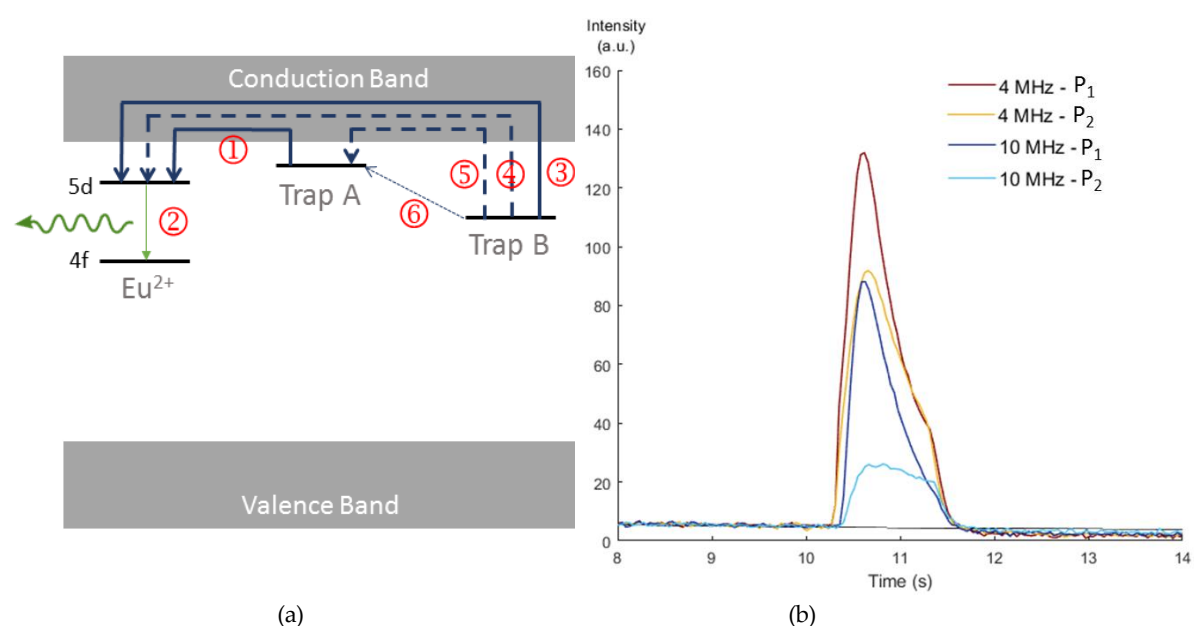 Conduction Band
①
⑤
④
③
5d
Trap A
⑥
②
Trap B
4f
Eu²⁺
Valence Band
(a)
Intensity
(a.u.)
160
140
120
100
80
60
40
20
0
8 9 10 11 12 13 14
Time (s)
4 MHz - P₁
4 MHz - P₂
10 MHz - P₁
10 MHz - P₂
(b)